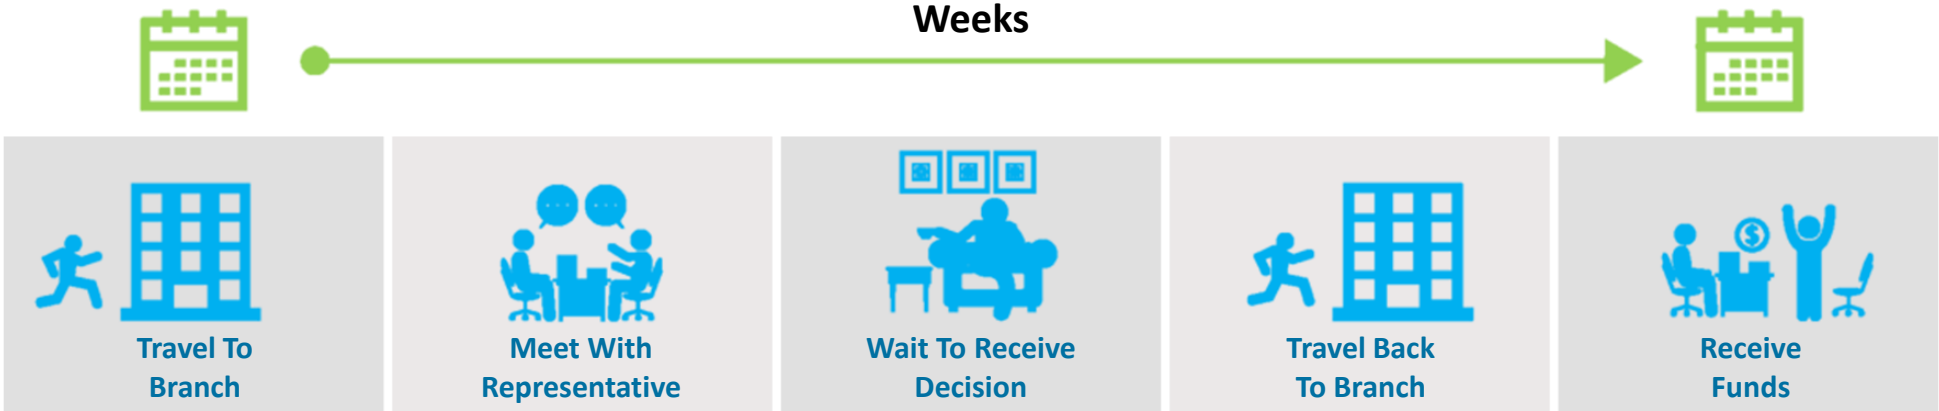 Weeks
Travel To
Branch
Meet With
Representative
Wait To Receive
Decision
Travel Back
To Branch
$
Receive
Funds